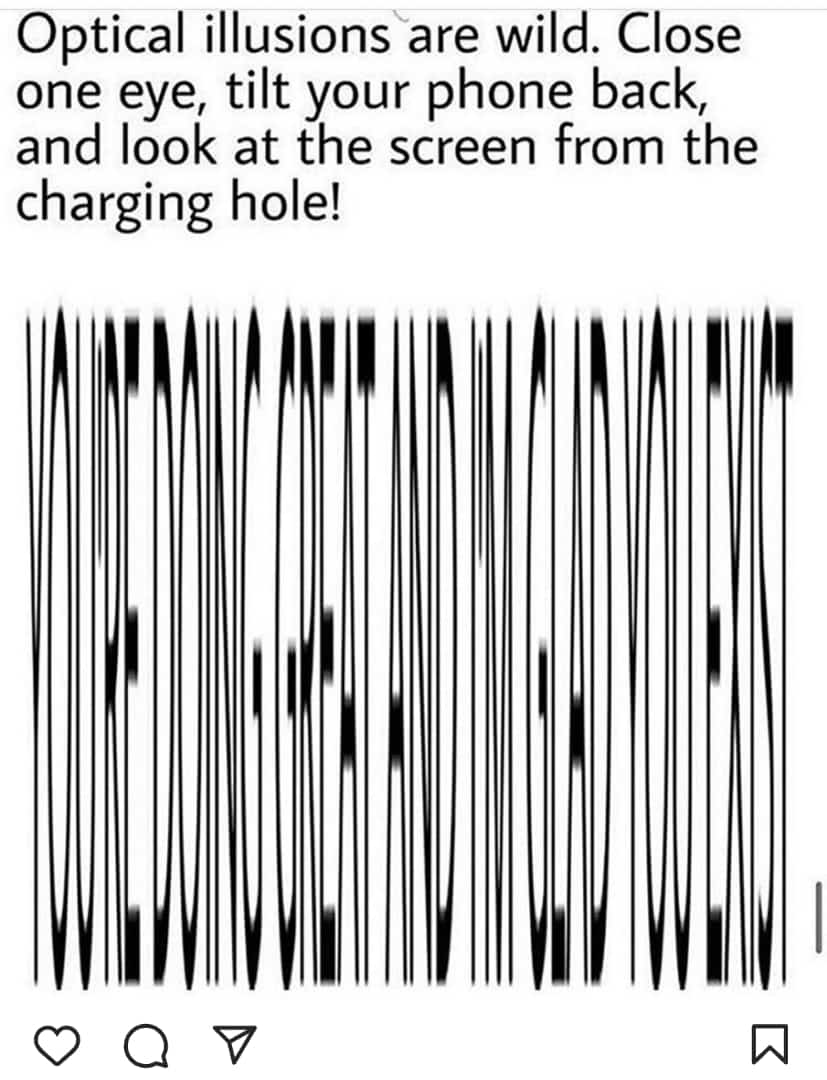 Optical illusions are wild. Close
one eye, tilt your phone back,
and look at the screen from the
charging hole!
YOU'RE DOING GREAT AND I'M GLAD YOU EXIST